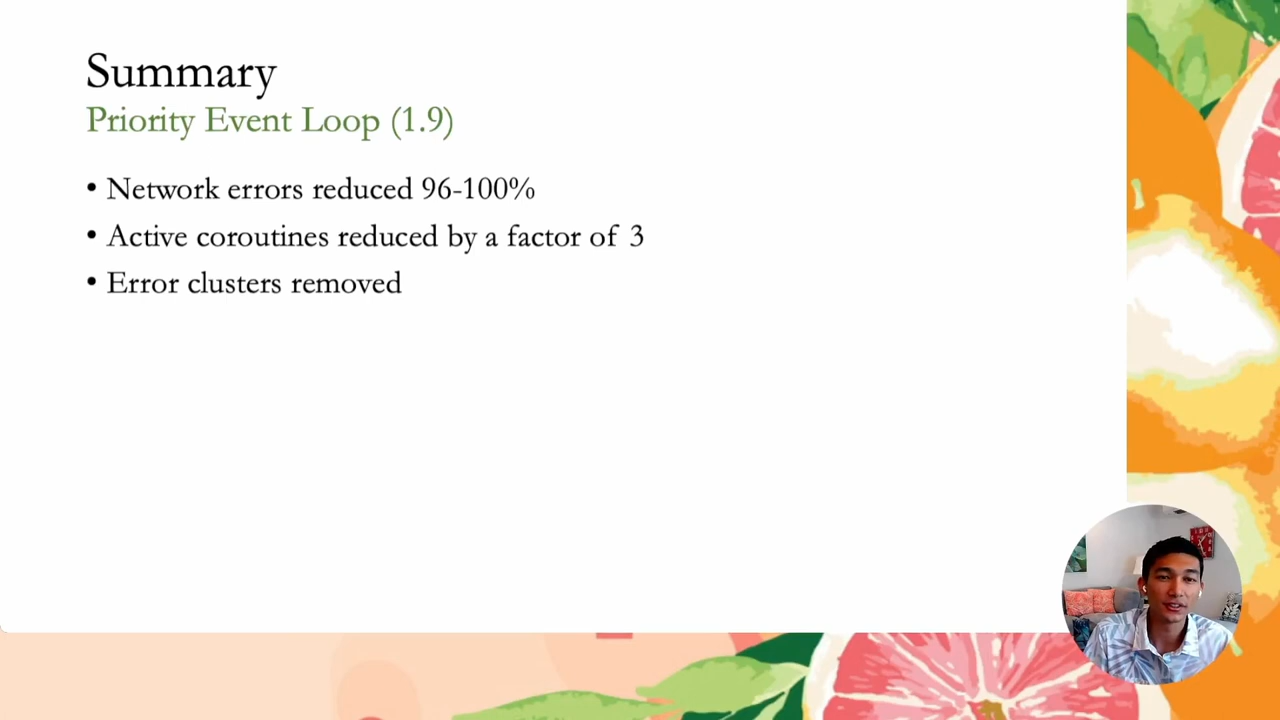 Summary
Priority Event Loop (1.9)
• Network errors reduced 96-100%
• Active coroutines reduced by a factor of 3
• Error clusters removed